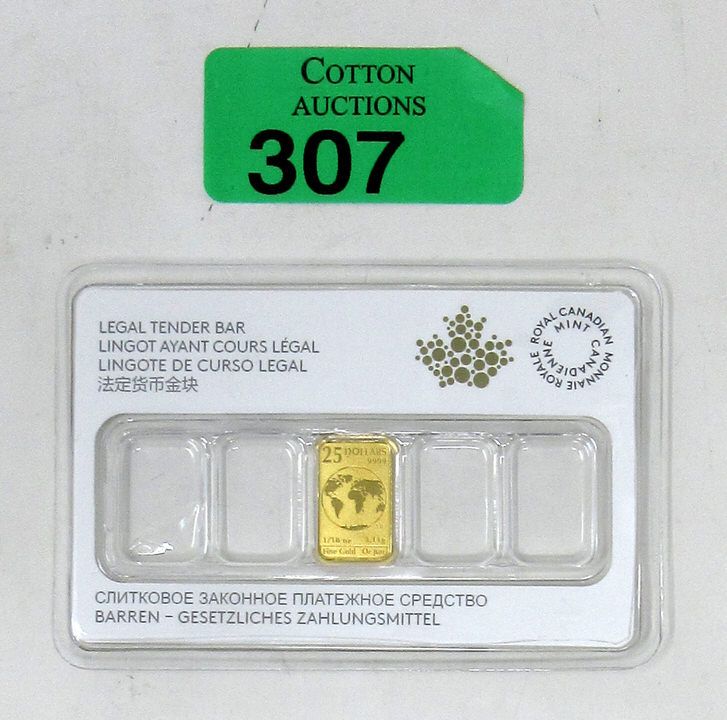 COTTON
AUCTIONS
307
LEGAL TENDER BAR
LINGOT AYANT COURS LÉGAL
LINGOTE DE CURSO LEGAL
法定货币金块
ROYAL CANADIAN MINT
MONNAIE ROYALE CANADIENNE
25 DOLLARS
9999
1/10 oz 3.11g
Fine Gold Or pur
СЛИТКОВОЕ ЗАКОННОЕ ПЛАТЕЖНОЕ СРЕДСТВО
BARREN – GESETZLICHES ZAHLUNGSMITTEL